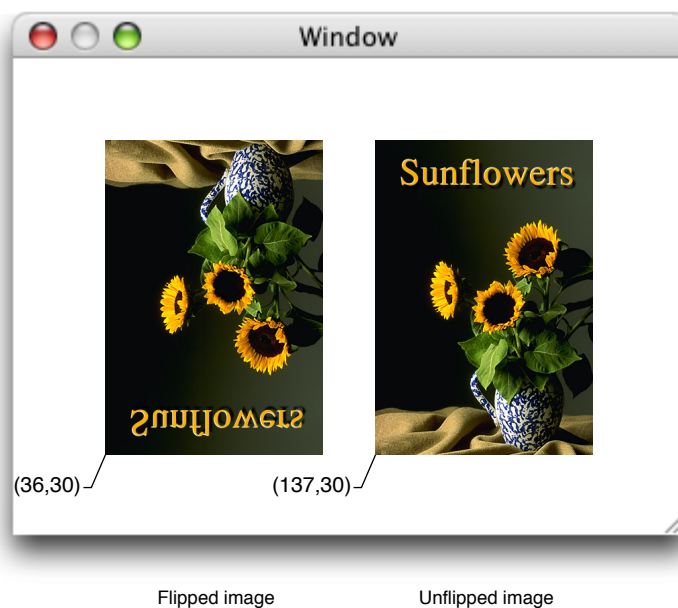 Window
Sunflowers
Sunflowers
(36,30)
(137,30)
Flipped image
Unflipped image